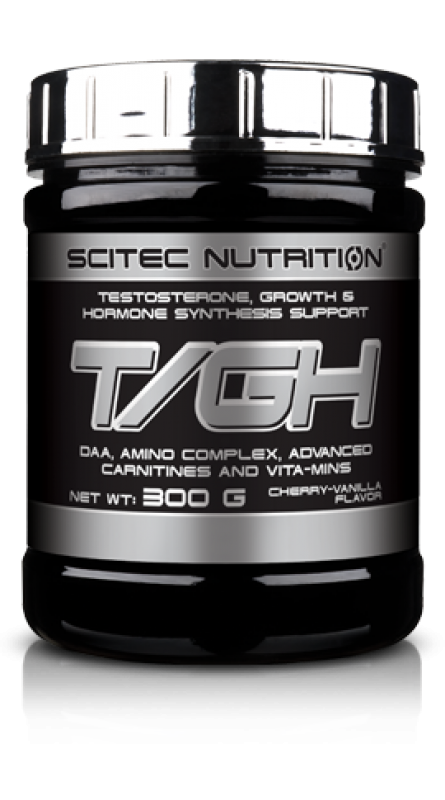 SCITEC NUTRITION®
TESTOSTERONE, GROWTH &
HORMONE SYNTHESIS SUPPORT
T/GH
DAA, AMINO COMPLEX, ADVANCED
CARNITINES AND VITA-MINS
NET WT: 300 G
CHERRY-VANILLA
FLAVOR